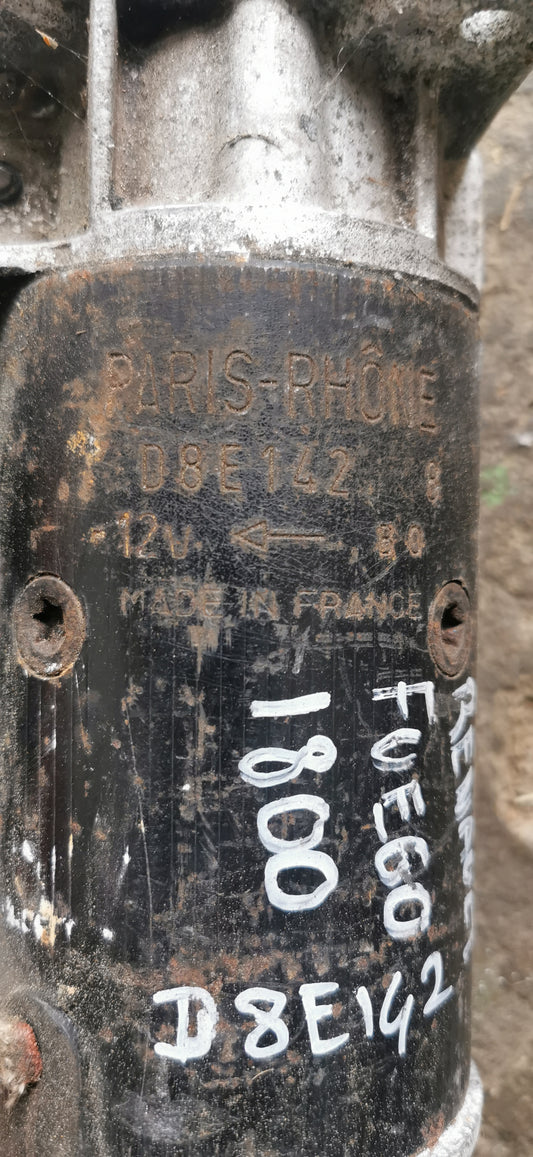 PARIS-RHÔNE
D8E142 8
12v. ← 80
MADE IN FRANCE
RENAULT
FUEGO
1800
D8E142